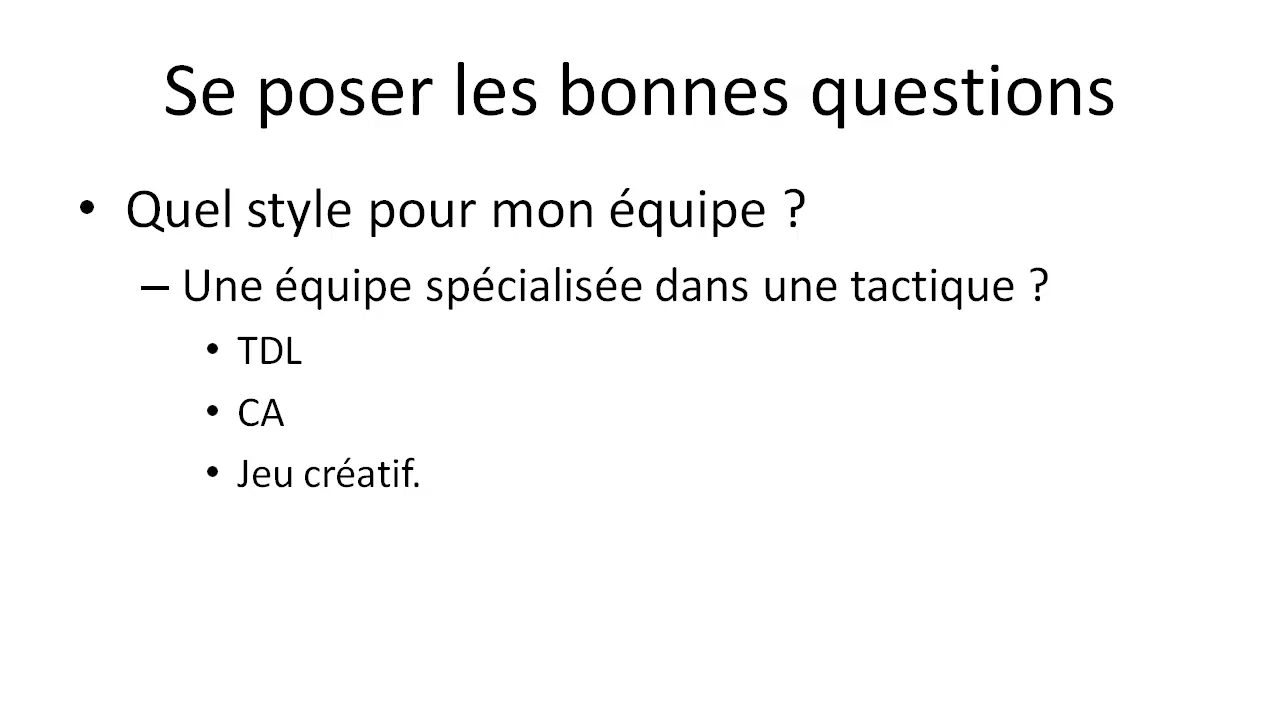 Se poser les bonnes questions
• Quel style pour mon équipe ?
– Une équipe spécialisée dans une tactique ?
• TDL
• CA
• Jeu créatif.